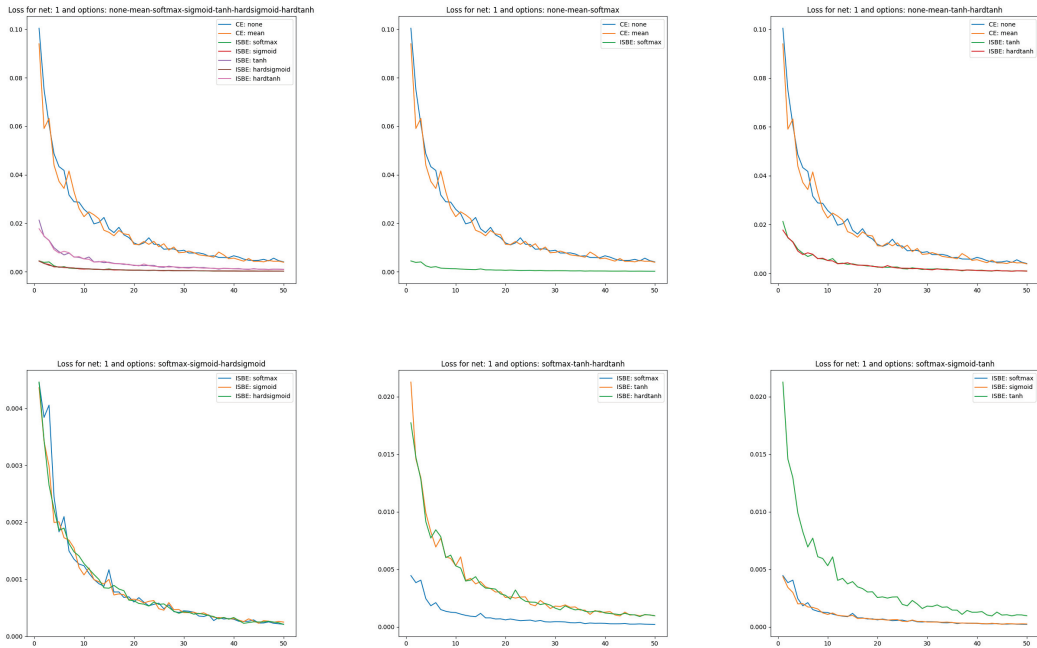 Loss for net: 1 and options: none-mean-softmax-sigmoid-tanh-hardsigmoid-hardtanh
CE: none
CE: mean
ISBE: softmax
ISBE: sigmoid
ISBE: tanh
ISBE: hardsigmoid
ISBE: hardtanh
0.10
0.08
0.06
0.04
0.02
0.00
0 10 20 30 40 50
Loss for net: 1 and options: none-mean-softmax
CE: none
CE: mean
ISBE: softmax
0.10
0.08
0.06
0.04
0.02
0.00
0 10 20 30 40 50
Loss for net: 1 and options: none-mean-tanh-hardtanh
CE: none
CE: mean
ISBE: tanh
ISBE: hardtanh
0.10
0.08
0.06
0.04
0.02
0.00
0 10 20 30 40 50
Loss for net: 1 and options: softmax-sigmoid-hardsigmoid
ISBE: softmax
ISBE: sigmoid
ISBE: hardsigmoid
0.004
0.003
0.002
0.001
0.000
0 10 20 30 40 50
Loss for net: 1 and options: softmax-tanh-hardtanh
ISBE: softmax
ISBE: tanh
ISBE: hardtanh
0.020
0.015
0.010
0.005
0.000
0 10 20 30 40 50
Loss for net: 1 and options: softmax-sigmoid-tanh
ISBE: softmax
ISBE: sigmoid
ISBE: tanh
0.020
0.015
0.010
0.005
0.000
0 10 20 30 40 50